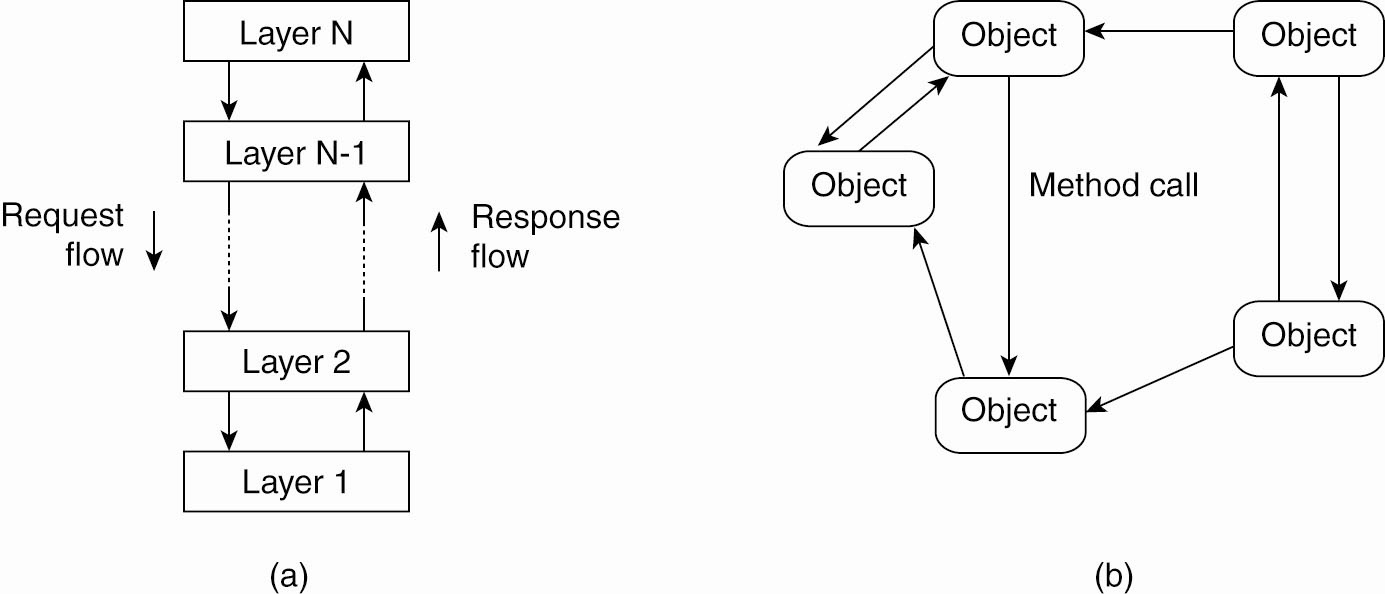 Layer N
Layer N-1
Request
flow
Response
flow
Layer 2
Layer 1
(a)
Object
Object
Object
Method call
Object
Object
(b)